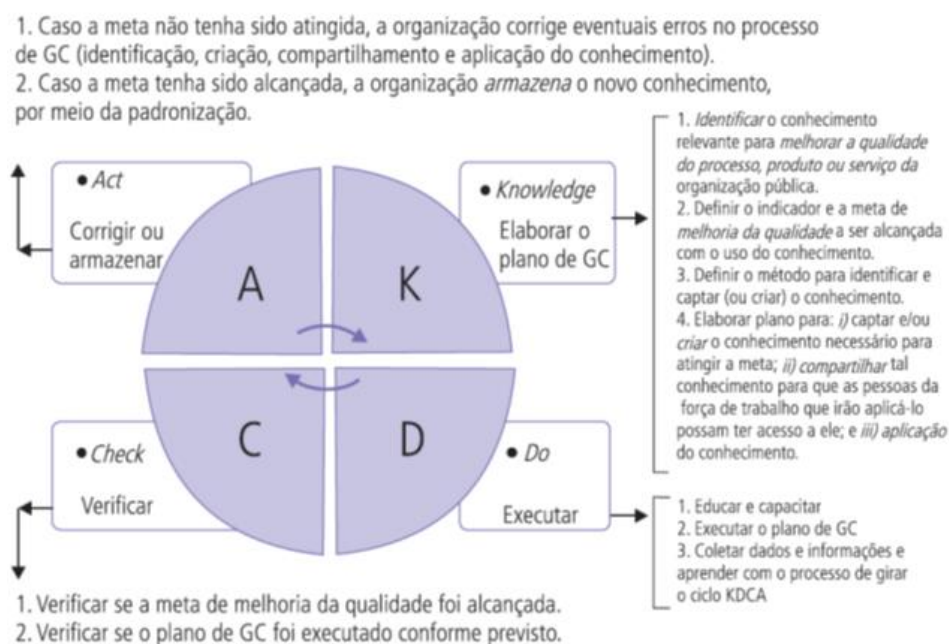 1. Caso a meta não tenha sido atingida, a organização corrige eventuais erros no processo
de GC (identificação, criação, compartilhamento e aplicação do conhecimento).
2. Caso a meta tenha sido alcançada, a organização armazena o novo conhecimento,
por meio da padronização.
• Act
Corrigir ou
armazenar
A
K
• Knowledge
Elaborar o
plano de GC
1. Identificar o conhecimento
relevante para melhorar a qualidade
do processo, produto ou serviço da
organização pública.
2. Definir o indicador e a meta de
melhoria da qualidade a ser alcançada
com o uso do conhecimento.
3. Definir o método para identificar e
captar (ou criar) o conhecimento.
4. Elaborar plano para: i) captar e/ou
criar o conhecimento necessário para
atingir a meta; ii) compartilhar tal
conhecimento para que as pessoas da
força de trabalho que irão aplicá-lo
possam ter acesso a ele; e iii) aplicação
do conhecimento.
• Check
Verificar
C
D
• Do
Executar
1. Educar e capacitar
2. Executar o plano de GC
3. Coletar dados e informações e
aprender com o processo de girar
o ciclo KDCA
1. Verificar se a meta de melhoria da qualidade foi alcançada.
2. Verificar se o plano de GC foi executado conforme previsto.